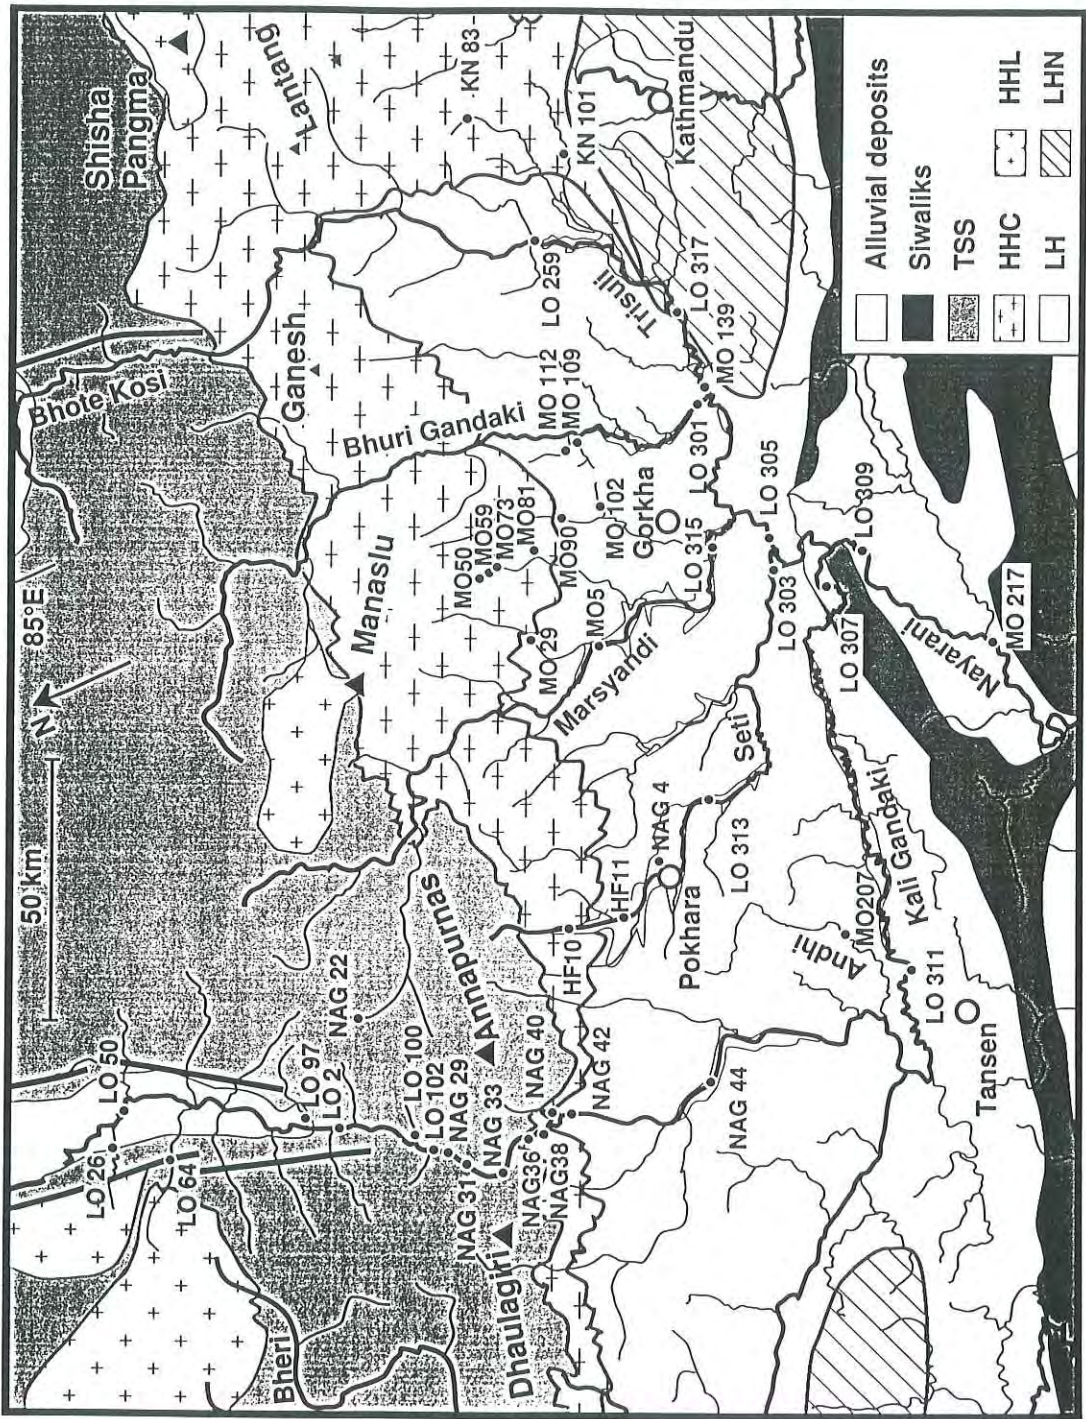 50 km
N
85°E
Bhote Kosi
Shisha
Pangma
Lantang
KN 83
KN 101
Kathmandu
Ganesh
Bhuri Gandaki
LO 259
Trisuli
LO 317
MO 139
MO 112
MO 109
LO 301
LO 305
Manaslu
MO50
MO59
MO73
MO81
MO90
MO 102
Gorkha
LO 315
MO29
MO5
Marsyandi
LO 303
LO 307
LO 309
MO 217
Nayarani
LO 26
LO 50
LO 64
LO 97
LO 2
NAG 22
LO 100
LO 102
NAG 29
NAG 31
NAG 33
Annapurnas
NAG36
NAG38
NAG 40
NAG 42
Dhaulagiri
Bheri
HF10
HF11
NAG 4
Pokhara
Seti
LO 313
NAG 44
Andhi
MO207
Kali Gandaki
LO 311
Tansen
Alluvial deposits
Siwaliks
TSS
HHC
HHL
LH
LHN